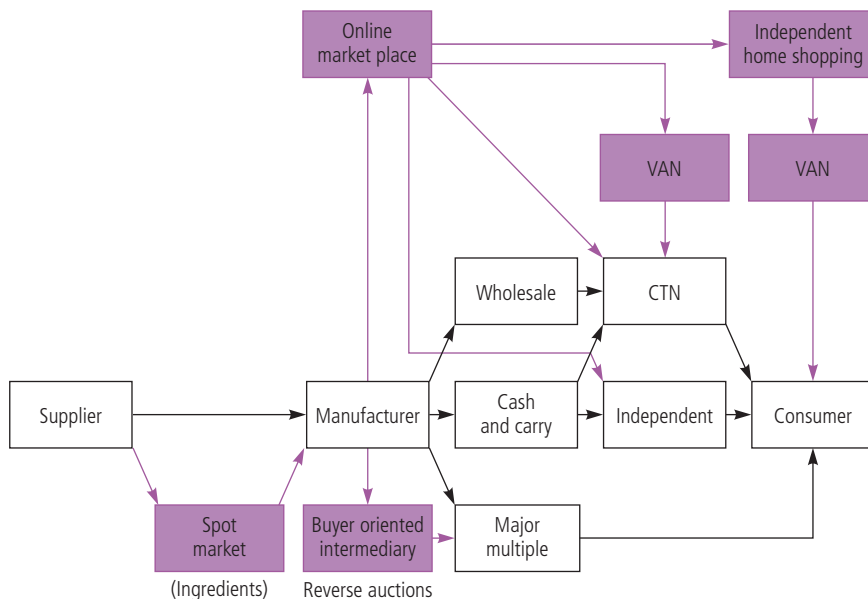 Online
market place
Independent
home shopping
VAN
VAN
Wholesale
CTN
Supplier
Manufacturer
Cash
and carry
Independent
Consumer
Spot
market
Buyer oriented
intermediary
Major
multiple
(Ingredients)
Reverse auctions